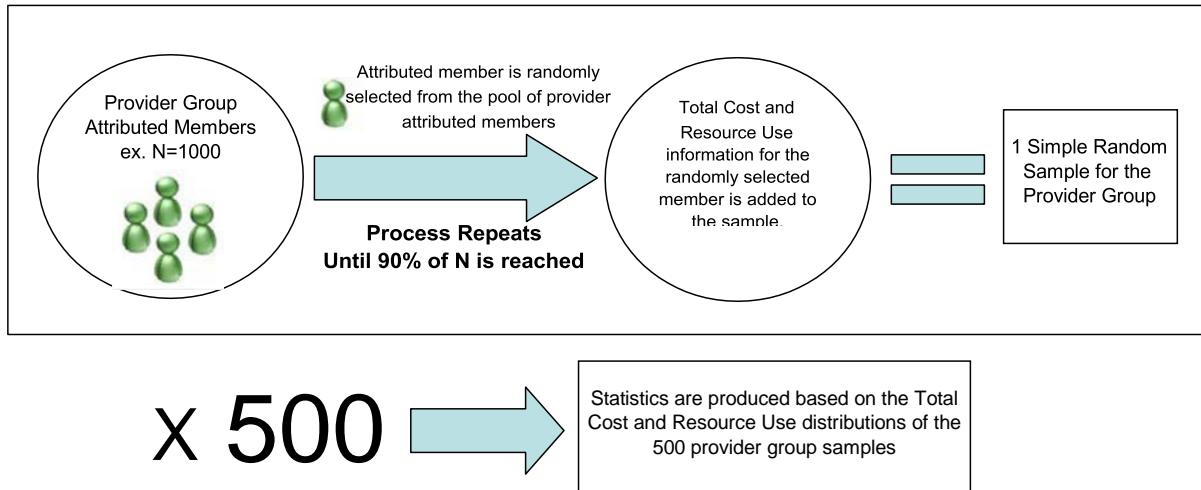 Provider Group
Attributed Members
ex. N=1000
Attributed member is randomly
selected from the pool of provider
attributed members
Process Repeats
Until 90% of N is reached
Total Cost and
Resource Use
information for the
randomly selected
member is added to
the sample.
1 Simple Random
Sample for the
Provider Group
X 500
Statistics are produced based on the Total
Cost and Resource Use distributions of the
500 provider group samples